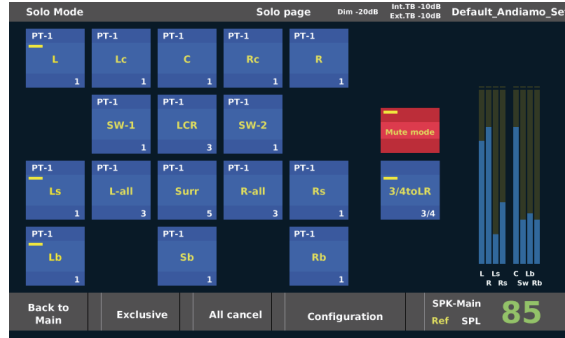 Solo Mode Solo page Dim -20dB Int.TB -10dB Default_Andiamo_Se
Ext.TB -10dB
PT-1 PT-1 PT-1 PT-1 PT-1
L Lc C Rc R
1 1 1 1 1
PT-1 PT-1 PT-1
SW-1 LCR SW-2 Mute mode
1 3 1
PT-1 PT-1 PT-1 PT-1 PT-1
Ls L-all Surr R-all Rs 3/4toLR
1 3 5 3 1 3/4
PT-1 PT-1 PT-1
Lb Sb Rb
1 1 1
L Ls C Lb
R Rs Sw Rb
Back to Main Exclusive All cancel Configuration SPK-Main 85
Ref SPL